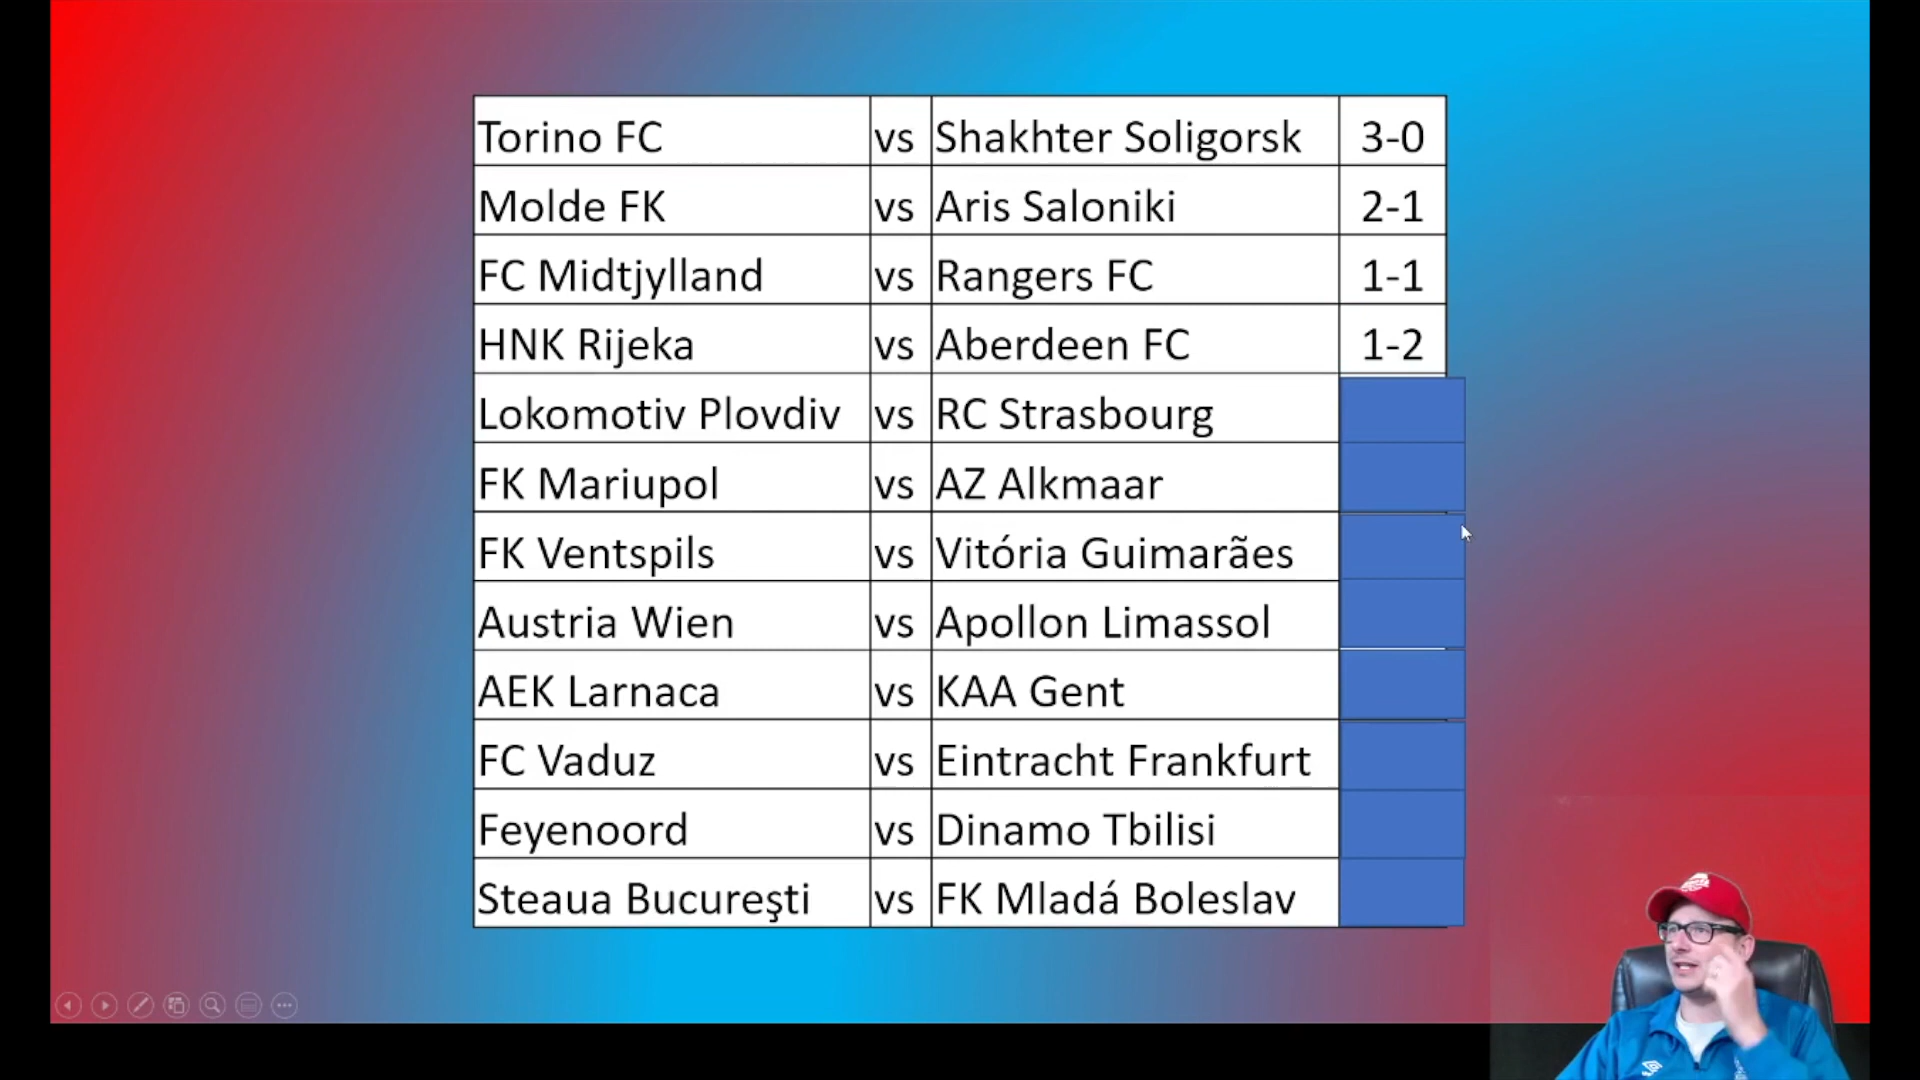 Torino FC vs Shakhter Soligorsk 3-0
Molde FK vs Aris Saloniki 2-1
FC Midtjylland vs Rangers FC 1-1
HNK Rijeka vs Aberdeen FC 1-2
Lokomotiv Plovdiv vs RC Strasbourg
FK Mariupol vs AZ Alkmaar
FK Ventspils vs Vitória Guimarães
Austria Wien vs Apollon Limassol
AEK Larnaca vs KAA Gent
FC Vaduz vs Eintracht Frankfurt
Feyenoord vs Dinamo Tbilisi
Steaua Bucureşti vs FK Mladá Boleslav